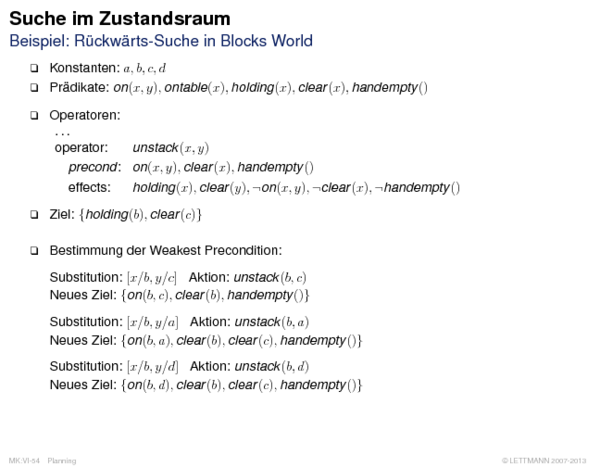 Suche im Zustandsraum
Beispiel: Rückwärts-Suche in Blocks World
❑ Konstanten: a, b, c, d
❑ Prädikate: on(x, y), ontable(x), holding(x), clear(x), handempty()
❑ Operatoren:
...
operator: unstack(x, y)
precond: on(x, y), clear(x), handempty()
effects: holding(x), clear(y), ¬on(x, y), ¬clear(x), ¬handempty()
❑ Ziel: {holding(b), clear(c)}
❑ Bestimmung der Weakest Precondition:
Substitution: [x/b, y/c] Aktion: unstack(b, c)
Neues Ziel: {on(b, c), clear(b), handempty()}
Substitution: [x/b, y/a] Aktion: unstack(b, a)
Neues Ziel: {on(b, a), clear(b), clear(c), handempty()}
Substitution: [x/b, y/d] Aktion: unstack(b, d)
Neues Ziel: {on(b, d), clear(b), clear(c), handempty()}
MK:VI-54 Planning © LETTMANN 2007-2013